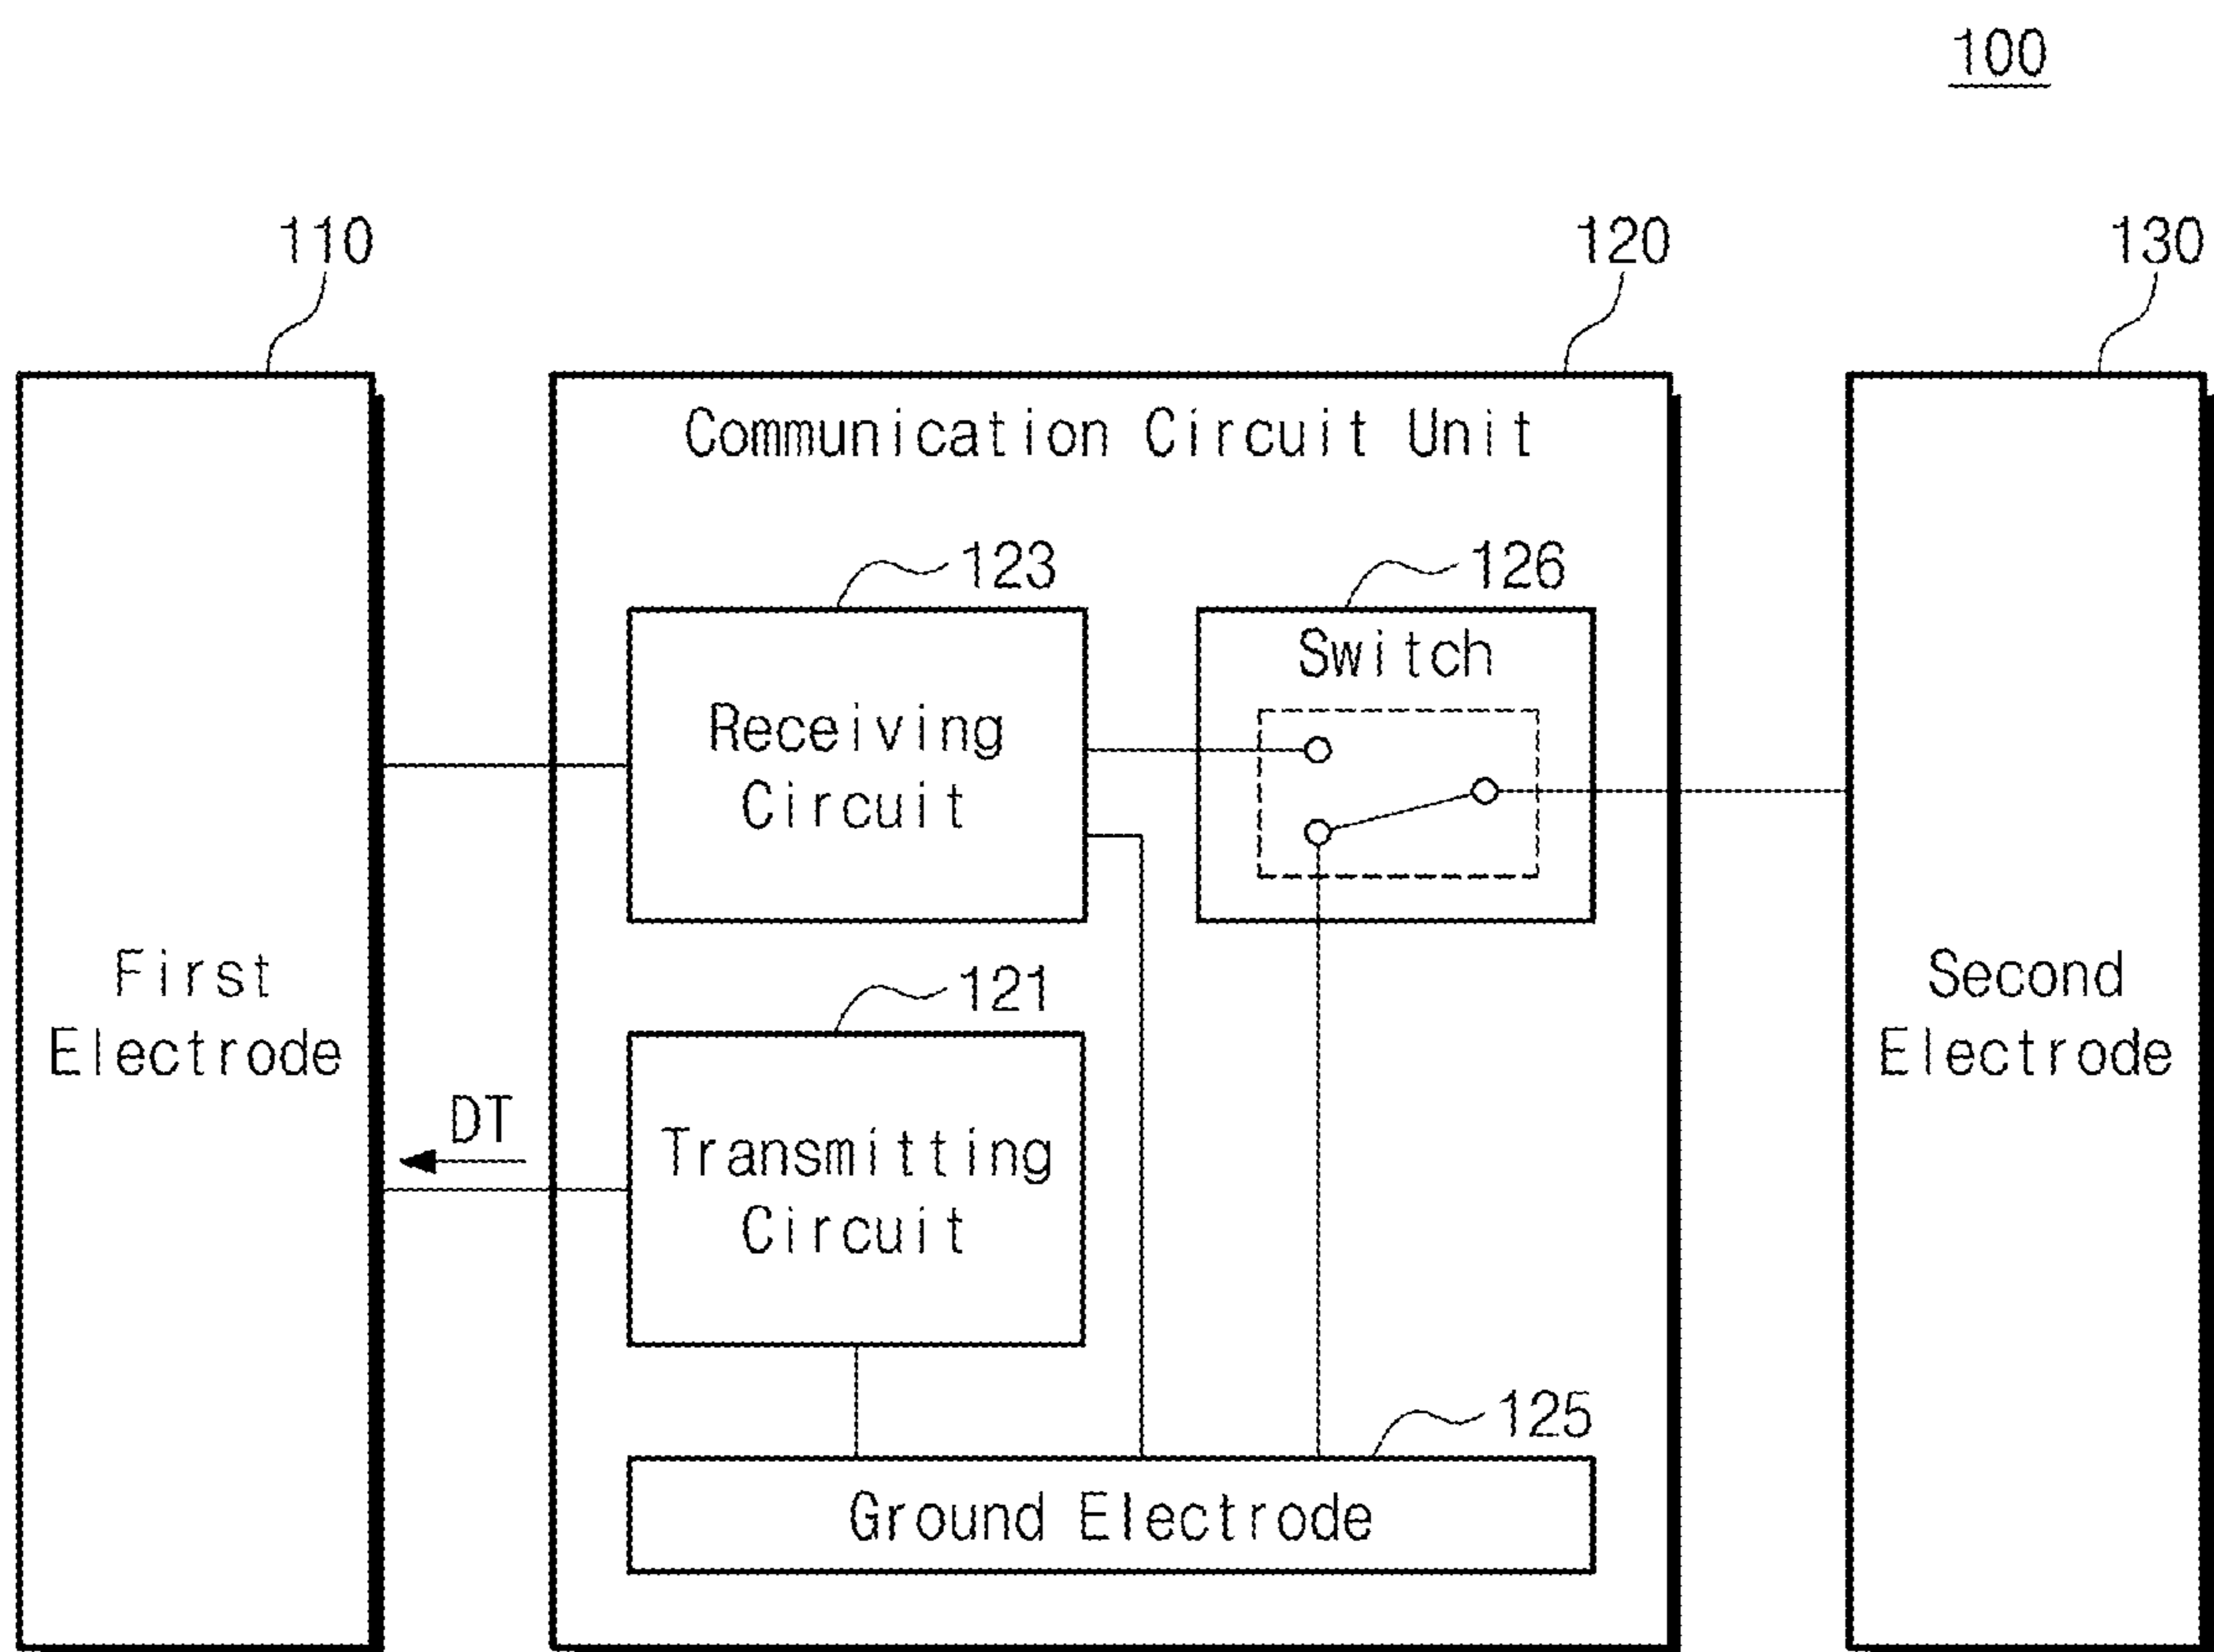 100
110
120
130
Communication Circuit Unit
123
126
Switch
Receiving
Circuit
First
Electrode
121
Second
Electrode
DT
Transmitting
Circuit
125
Ground Electrode